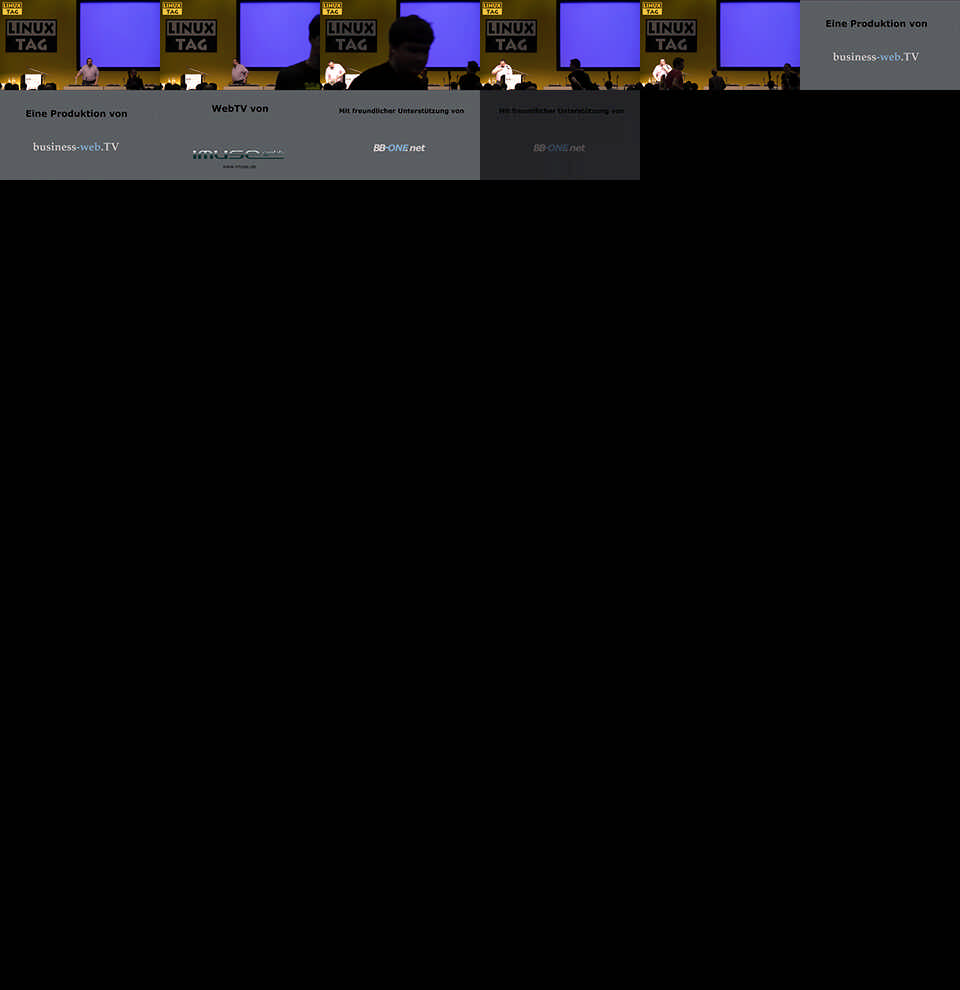 LINUX
TAG
LINUX
TAG
LINUX
TAG
LINUX
TAG
LINUX
TAG
LINUX
TAG
LINUX
TAG
LINUX
TAG
LINUX
TAG
LINUX
TAG
Eine Produktion von
business-web.TV
Eine Produktion von
business-web.TV
WebTV von
imuse
www.imuse.de
Mit freundlicher Unterstützung von
BB-ONE net
Mit freundlicher Unterstützung von
BB-ONE net